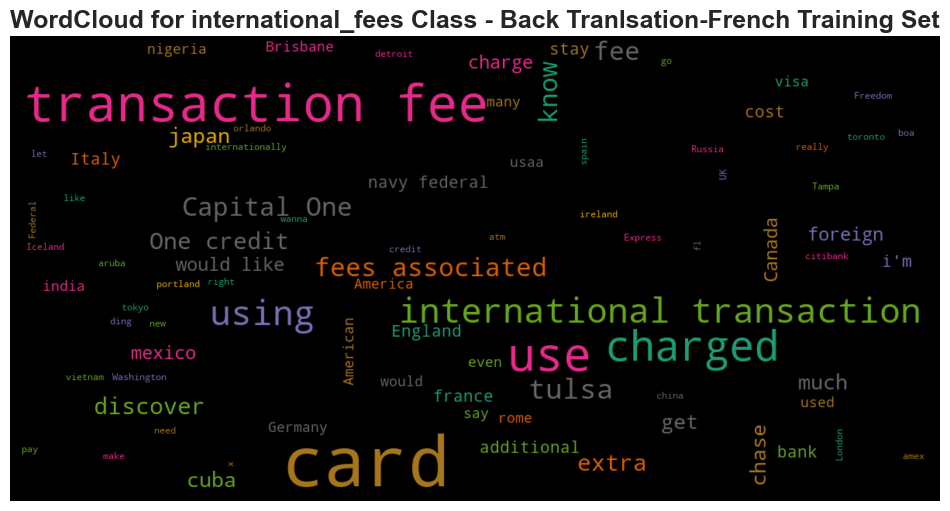 WordCloud for international_fees Class - Back Tranlsation-French Training Set
nigeria
Brisbane
detroit
charge
stay
fee
go
know
visa
Freedom
transaction fee
many
cost
japan
orlando
internationally
toronto
boa
let
Italy
usaa
spain
Russia
really
UK
navy federal
Tampa
like
Capital One
wanna
Federal
ireland
Canada
foreign
Iceland
One credit
credit
atm
Express
fl
citibank
i'm
aruba
would like
fees associated
india
portland
right
America
tokyo
using
international transaction
ding
new
England
use
charged
mexico
American
even
vietnam
Washington
would
tulsa
much
france
china
used
discover
say
rome
get
need
Germany
chase
London
pay
make
x
card
additional
extra
bank
amex
cuba